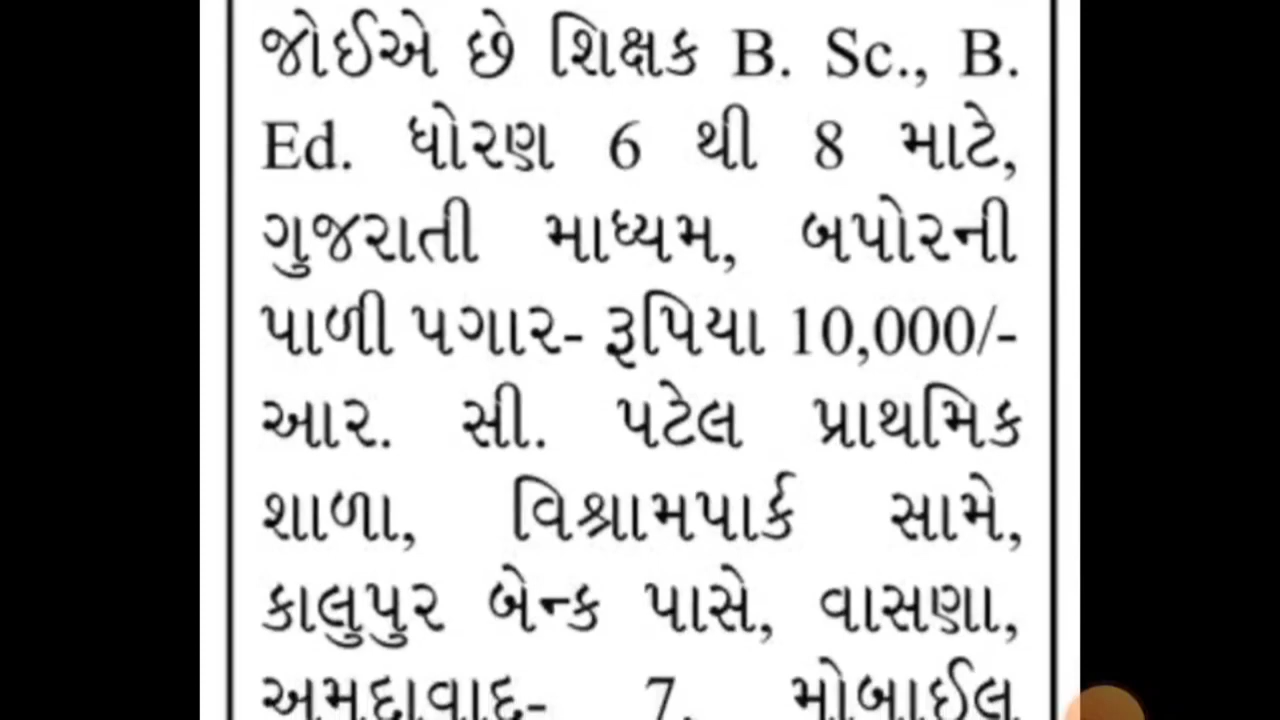 જોઈએ છે શિક્ષક B. Sc., B.
Ed. ધોરણ 6 થી 8 માટે,
ગુજરાતી માધ્યમ, બપોરની
પાળી પગાર- રૂપિયા 10,000/-
આર. સી. પટેલ પ્રાથમિક
શાળા, વિશ્રામપાર્ક સામે,
કાલુપુર બેન્ક પાસે, વાસણા,
અમદાવાદ- 7. મોબાઈલ